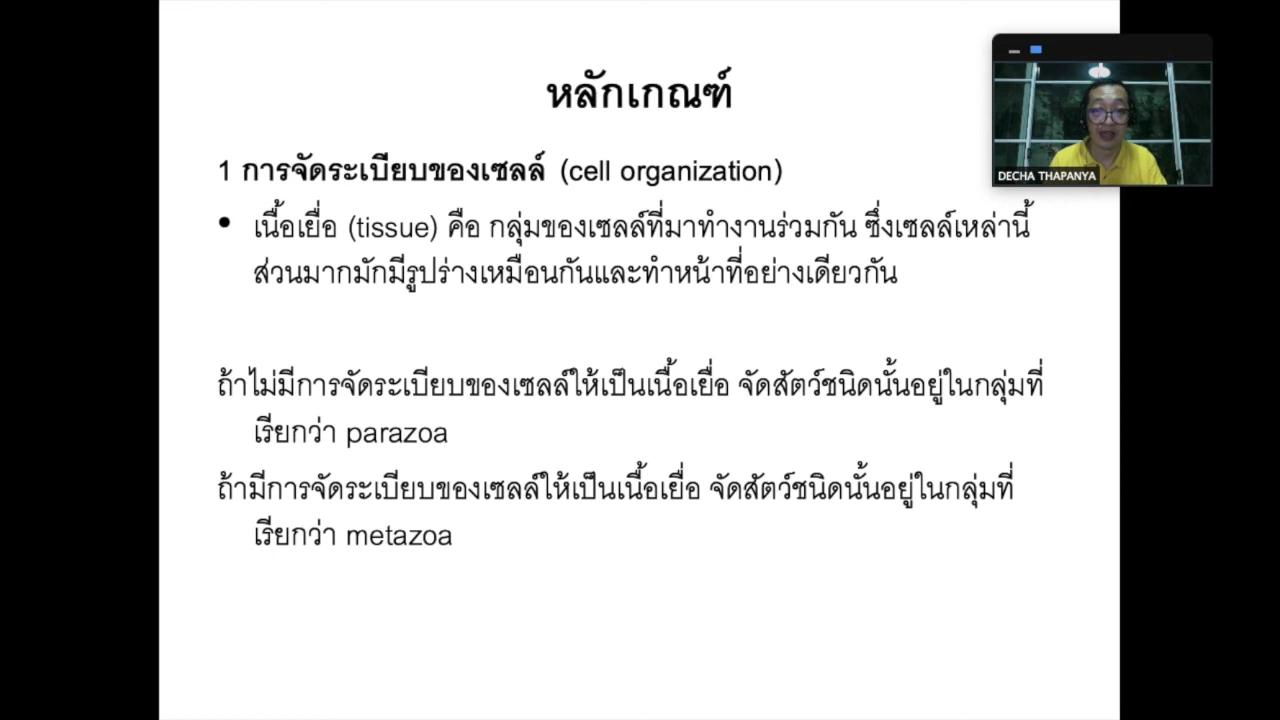 หลักเกณฑ์
1 การจัดระเบียบของเซลล์ (cell organization)
• เนื้อเยื่อ (tissue) คือ กลุ่มของเซลล์ที่มาทำงานร่วมกัน ซึ่งเซลล์เหล่านี้
ส่วนมากมักมีรูปร่างเหมือนกันและทำหน้าที่อย่างเดียวกัน
ถ้าไม่มีการจัดระเบียบของเซลล์ให้เป็นเนื้อเยื่อ จัดสัตว์ชนิดนั้นอยู่ในกลุ่มที่
เรียกว่า parazoa
ถ้ามีการจัดระเบียบของเซลล์ให้เป็นเนื้อเยื่อ จัดสัตว์ชนิดนั้นอยู่ในกลุ่มที่
เรียกว่า metazoa
DECHA THAPANYA